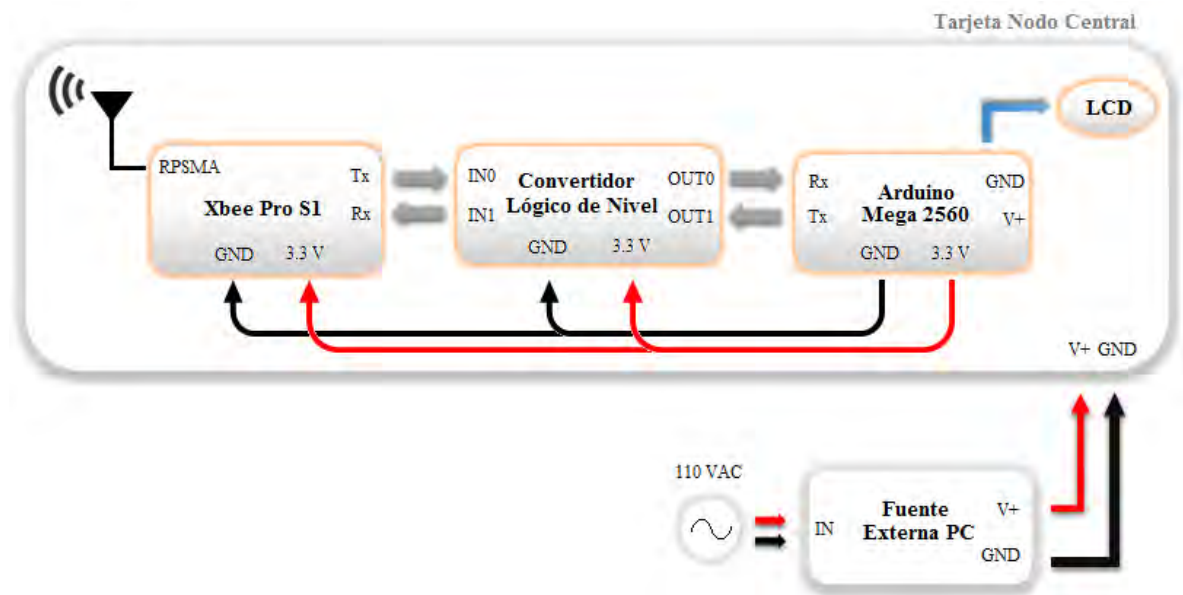 Tarjeta Nodo Central
LCD
RPSMA
Tx
Rx
Xbee Pro S1
GND 3.3 V
IN0
IN1
Convertidor
Lógico de Nivel
OUT0
OUT1
GND 3.3 V
Rx
Tx
Arduino
Mega 2560
GND
V+
GND 3.3 V
V+ GND
110 VAC
IN
Fuente
Externa PC
V+
GND